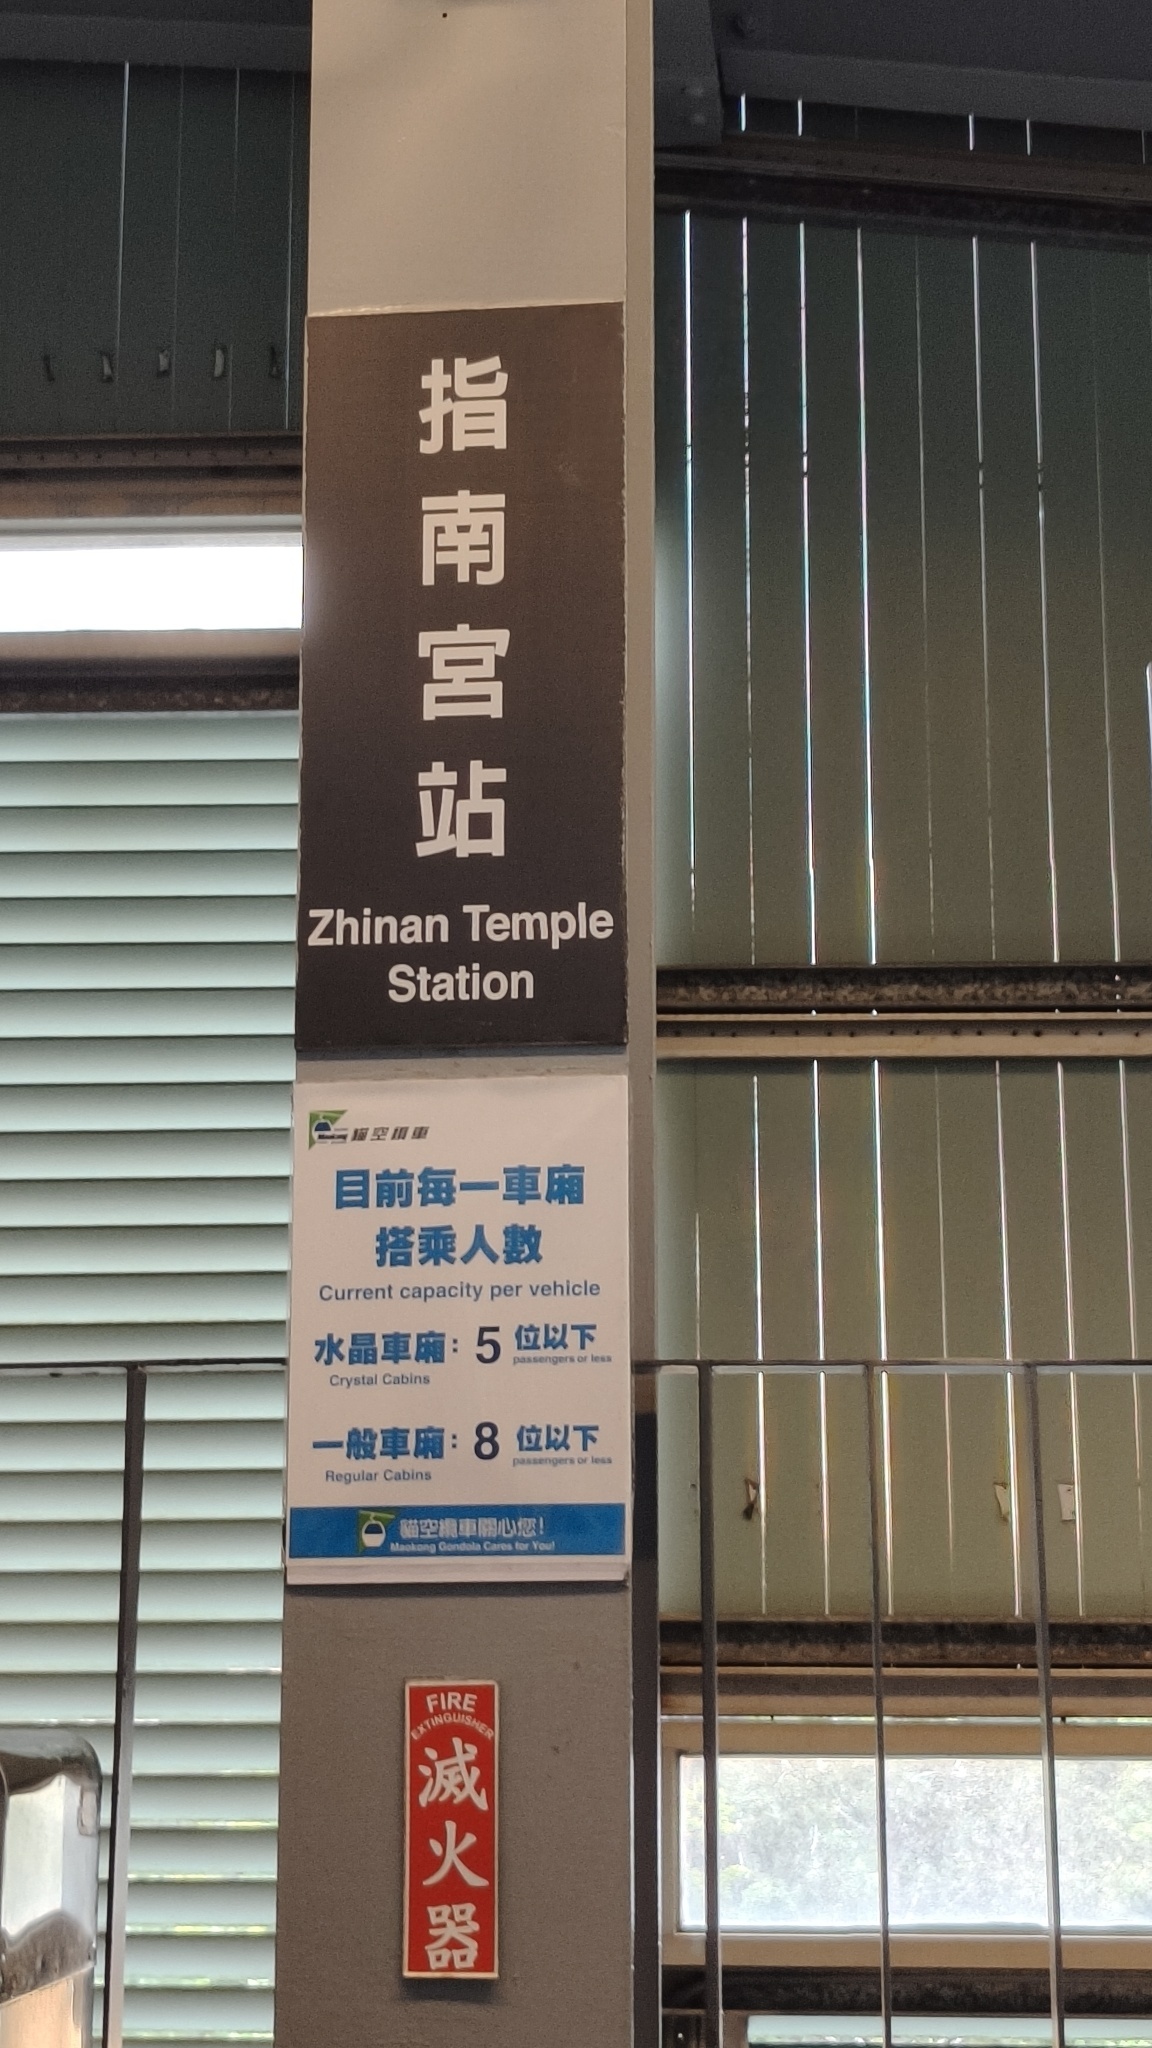 指南宮站
Zhinan Temple
Station
貓空纜車
目前每一車廂
搭乘人數
Current capacity per vehicle
水晶車廂：5 位以下
Crystal Cabins passengers or less
一般車廂：8 位以下
Regular Cabins passengers or less
貓空纜車關心您！
Maokong Gondola Cares for You!
FIRE
EXTINGUISHER
滅火器